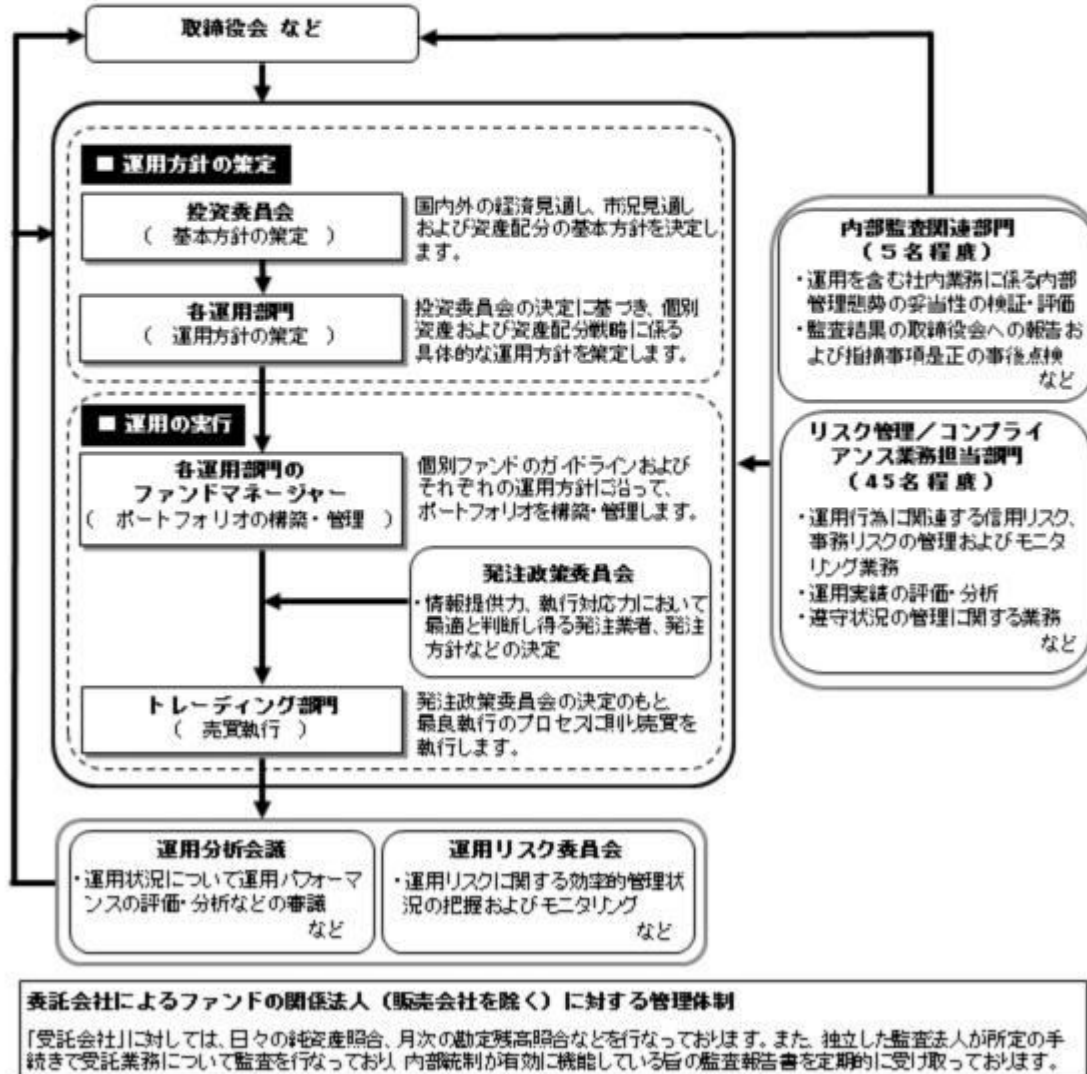 取締役会 など
■ 運用方針の策定
投資委員会
（ 基本方針の策定 ）
国内外の経済見通し、市況見通し
および資産配分の基本方針を決定し
ます。
各運用部門
（ 運用方針の策定 ）
投資委員会の決定に基づき、個別
資産および資産配分戦略に係る
具体的な運用方針を策定します。
■ 運用の実行
各運用部門の
ファンドマネージャー
（ ポートフォリオの構築・管理 ）
個別ファンドのガイドラインおよび
それぞれの運用方針に沿って、
ポートフォリオを構築・管理します。
発注政策委員会
・情報提供力、執行対応力において
最適と判断し得る発注業者、発注
方針などの決定
トレーディング部門
（ 売買執行 ）
発注政策委員会の決定のもと
最良執行のプロセスに則り売買を
執行します。
内部監査関連部門
（5名程度）
・運用を含む社内業務に係る内部
管理態勢の妥当性の検証・評価
・監査結果の取締役会への報告お
よび指摘事項是正の事後点検
など
リスク管理／コンプライ
アンス業務担当部門
（45名程度）
・運用行為に関連する信用リスク、
事務リスクの管理およびモニタ
リング業務
・運用実績の評価・分析
・遵守状況の管理に関する業務
など
運用分析会議
・運用状況について運用パフォーマ
ンスの評価・分析などの審議
など
運用リスク委員会
・運用リスクに関する効率的管理状
況の把握およびモニタリング
など
委託会社によるファンドの関係法人（販売会社を除く）に対する管理体制
「受託会社」に対しては、日々の純資産照合、月次の勘定残高照合などを行なっております。また、独立した監査法人が所定の手
続きで受託業務について監査を行なっており、内部統制が有効に機能している旨の監査報告書を定期的に受け取っております。